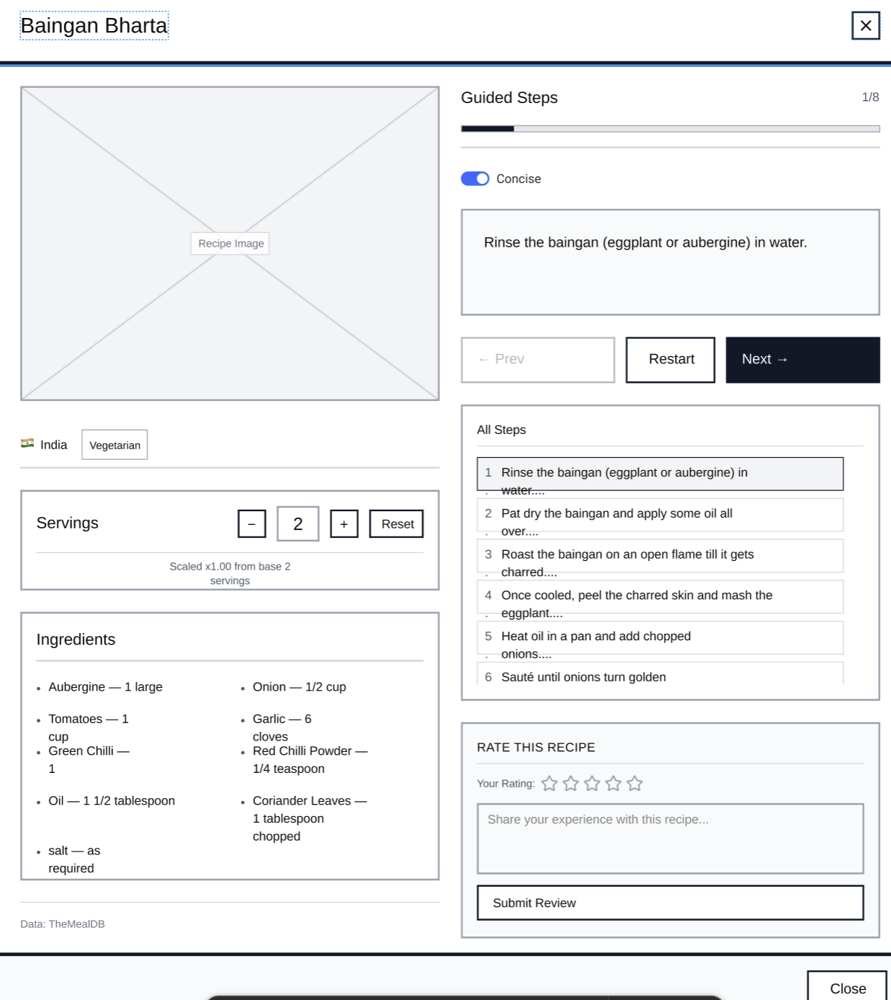 Baingan Bharta
Recipe Image
🇮🇳 India
Vegetarian
Servings
−
2
+
Reset
Scaled x1.00 from base 2
servings
Ingredients
• Aubergine — 1 large
• Onion — 1/2 cup
• Tomatoes — 1
cup
• Garlic — 6
cloves
• Green Chilli —
1
• Red Chilli Powder —
1/4 teaspoon
• Oil — 1 1/2 tablespoon
• Coriander Leaves —
1 tablespoon
chopped
• salt — as
required
Data: TheMealDB
Guided Steps
1/8
Concise
Rinse the baingan (eggplant or aubergine) in water.
← Prev
Restart
Next →
All Steps
1. Rinse the baingan (eggplant or aubergine) in
water....
2. Pat dry the baingan and apply some oil all
over....
3. Roast the baingan on an open flame till it gets
charred....
4. Once cooled, peel the charred skin and mash the
eggplant....
5. Heat oil in a pan and add chopped
onions....
6 Sauté until onions turn golden
RATE THIS RECIPE
Your Rating:
Share your experience with this recipe...
Submit Review
Close